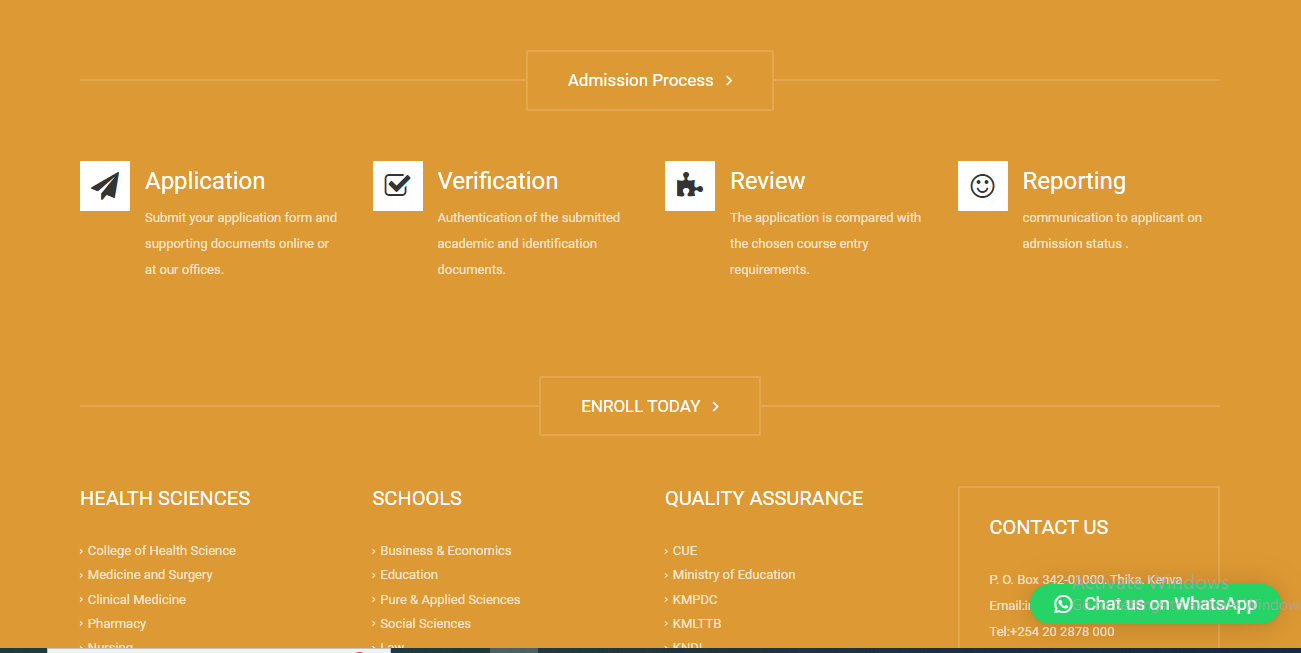 Admission Process
Application
Submit your application form and
supporting documents online or
at our offices.
Verification
Authentication of the submitted
academic and identification
documents.
Review
The application is compared with
the chosen course entry
requirements.
Reporting
communication to applicant on
admission status .
ENROLL TODAY
HEALTH SCIENCES
College of Health Science
Medicine and Surgery
Clinical Medicine
Pharmacy
Nursing
SCHOOLS
Business & Economics
Education
Pure & Applied Sciences
Social Sciences
Law
QUALITY ASSURANCE
CUE
Ministry of Education
KMPDC
KMLTTB
CONTACT US
P. O. Box 342-01000, Thika, Kenya
Email:
Tel:+254 20 2878 000
Activate Windows
Chat us on WhatsApp